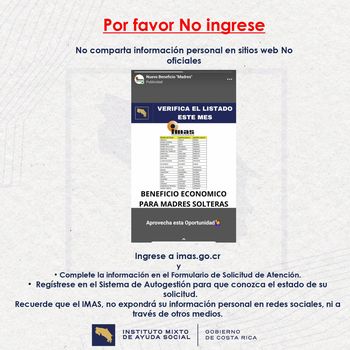 Por favor No ingrese
No comparta información personal en sitios web No
oficiales
Nuevo Beneficio "Madres"
Publicidad
VERIFICA EL LISTADO
ESTE MES
imas
BENEFICIO ECONOMICO
PARA MADRES SOLTERAS
Aprovecha esta Oportunidad
Ingrese a imas.go.cr
y
• Complete la información en el Formulario de Solicitud de Atención.
• Regístrese en el Sistema de Autogestión para que conozca el estado de su
solicitud.
Recuerde que el IMAS, no expondrá su información personal en redes sociales, ni a
través de otros medios.
INSTITUTO MIXTO
DE AYUDA SOCIAL
GOBIERNO
DE COSTA RICA